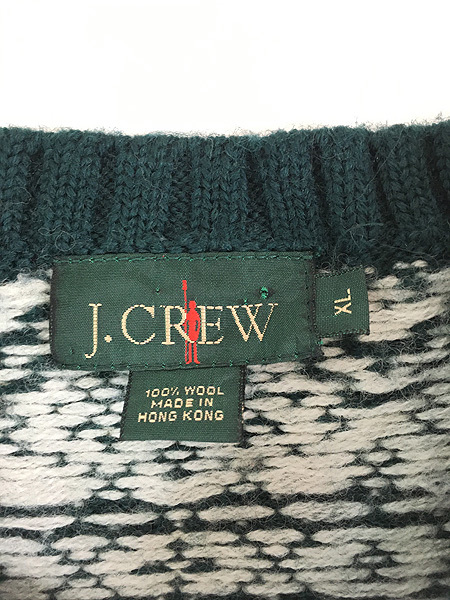 J.CREW
XL
100% WOOL
MADE IN
HONG KONG